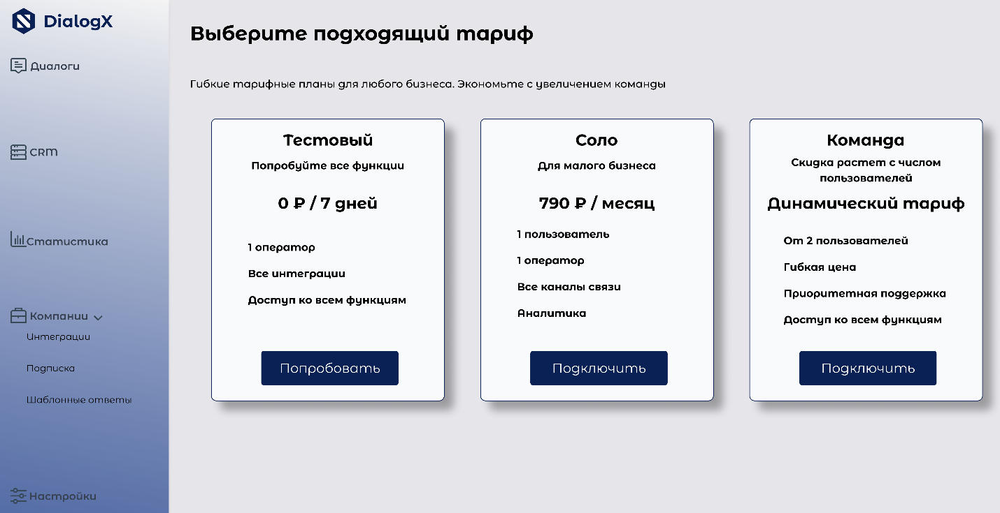 DialogX
Диалоги
CRM
Статистика
Компании
Интеграции
Подписка
Шаблонные ответы
Настройки
Выберите подходящий тариф
Гибкие тарифные планы для любого бизнеса. Экономьте с увеличением команды
Тестовый
Попробуйте все функции
0 ₽ / 7 дней
1 оператор
Все интеграции
Доступ ко всем функциям
Попробовать
Соло
Для малого бизнеса
790 ₽ / месяц
1 пользователь
1 оператор
Все каналы связи
Аналитика
Подключить
Команда
Скидка растет с числом
пользователей
Динамический тариф
От 2 пользователей
Гибкая цена
Приоритетная поддержка
Доступ ко всем функциям
Подключить